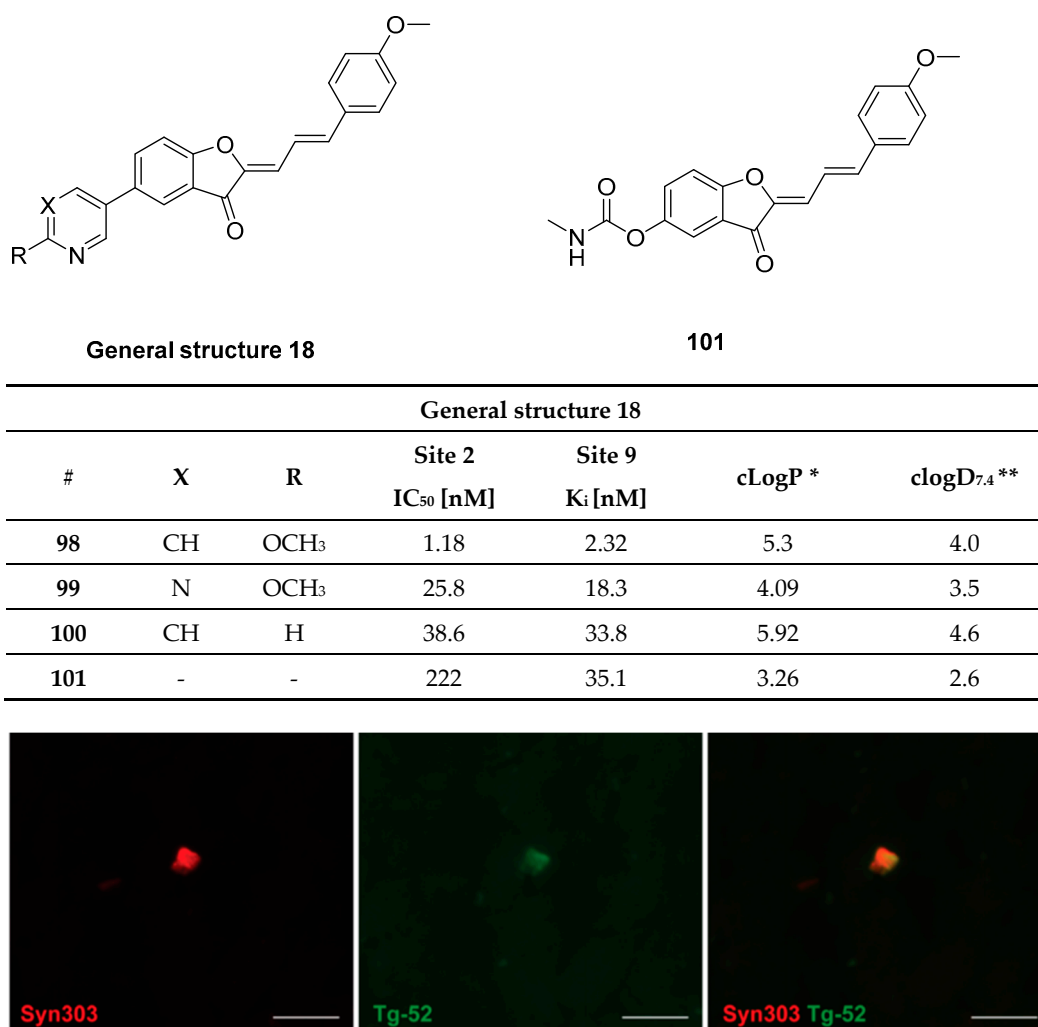 O
O
O
X
R
N
O
O
O
N
H
O
O
General structure 18
101
General structure 18
# X R Site 2 IC₅₀ [nM] Site 9 Kᵢ [nM] cLogP * clogD₇.₄ **
98 CH OCH₃ 1.18 2.32 5.3 4.0
99 N OCH₃ 25.8 18.3 4.09 3.5
100 CH H 38.6 33.8 5.92 4.6
101 - - 222 35.1 3.26 2.6
Syn303
Tg-52
Syn303 Tg-52